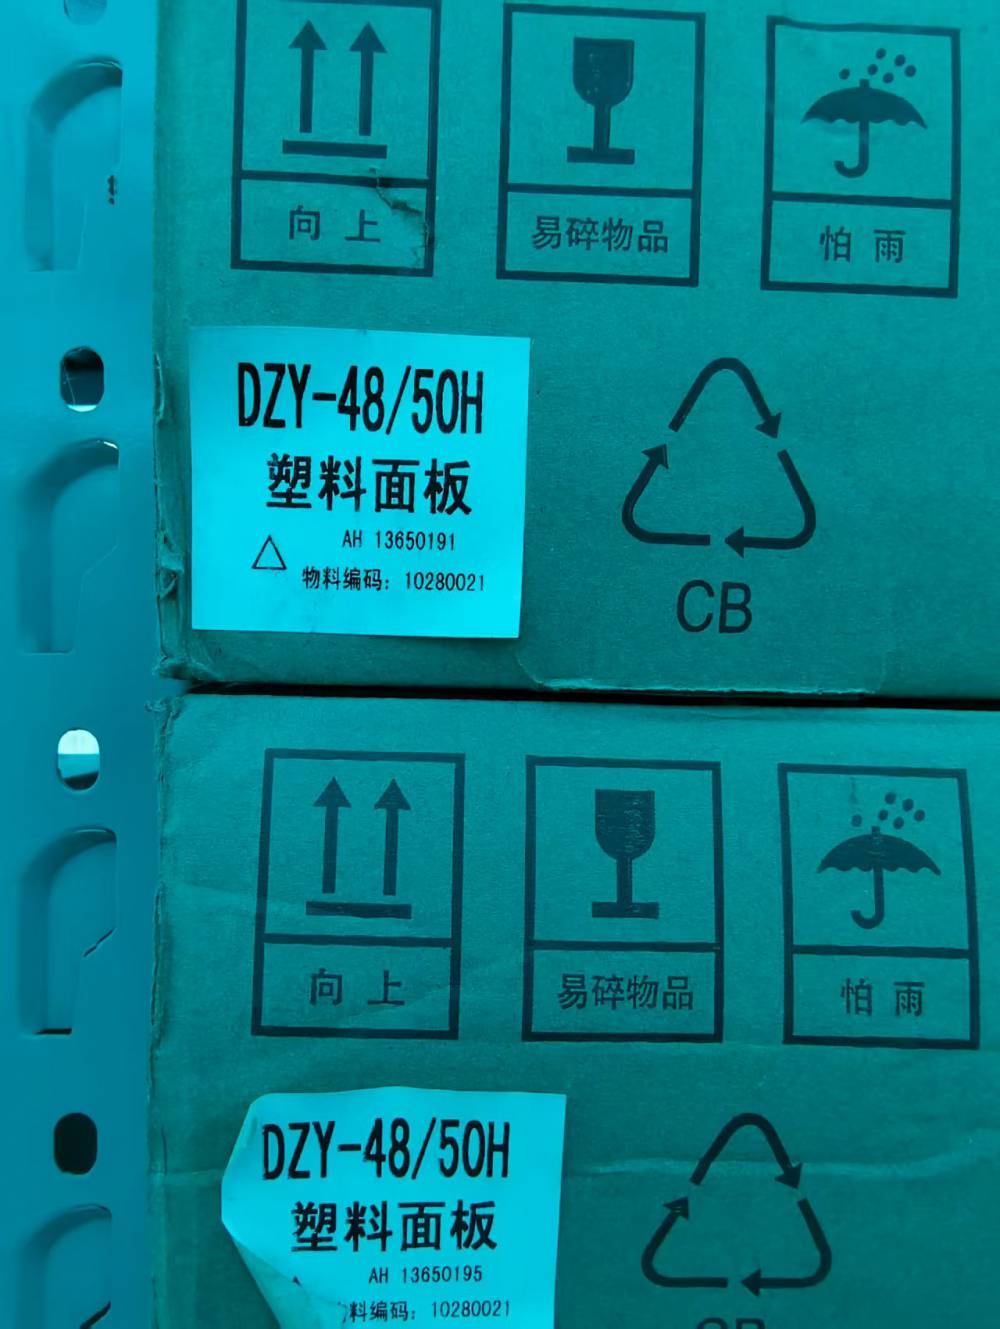 向上 易碎物品 怕雨
DZY-48/50H
塑料面板
AH 13650191
物料编码: 10280021
CB
向上 易碎物品 怕雨
DZY-48/50H
塑料面板
AH 13650195
料编码: 10280021